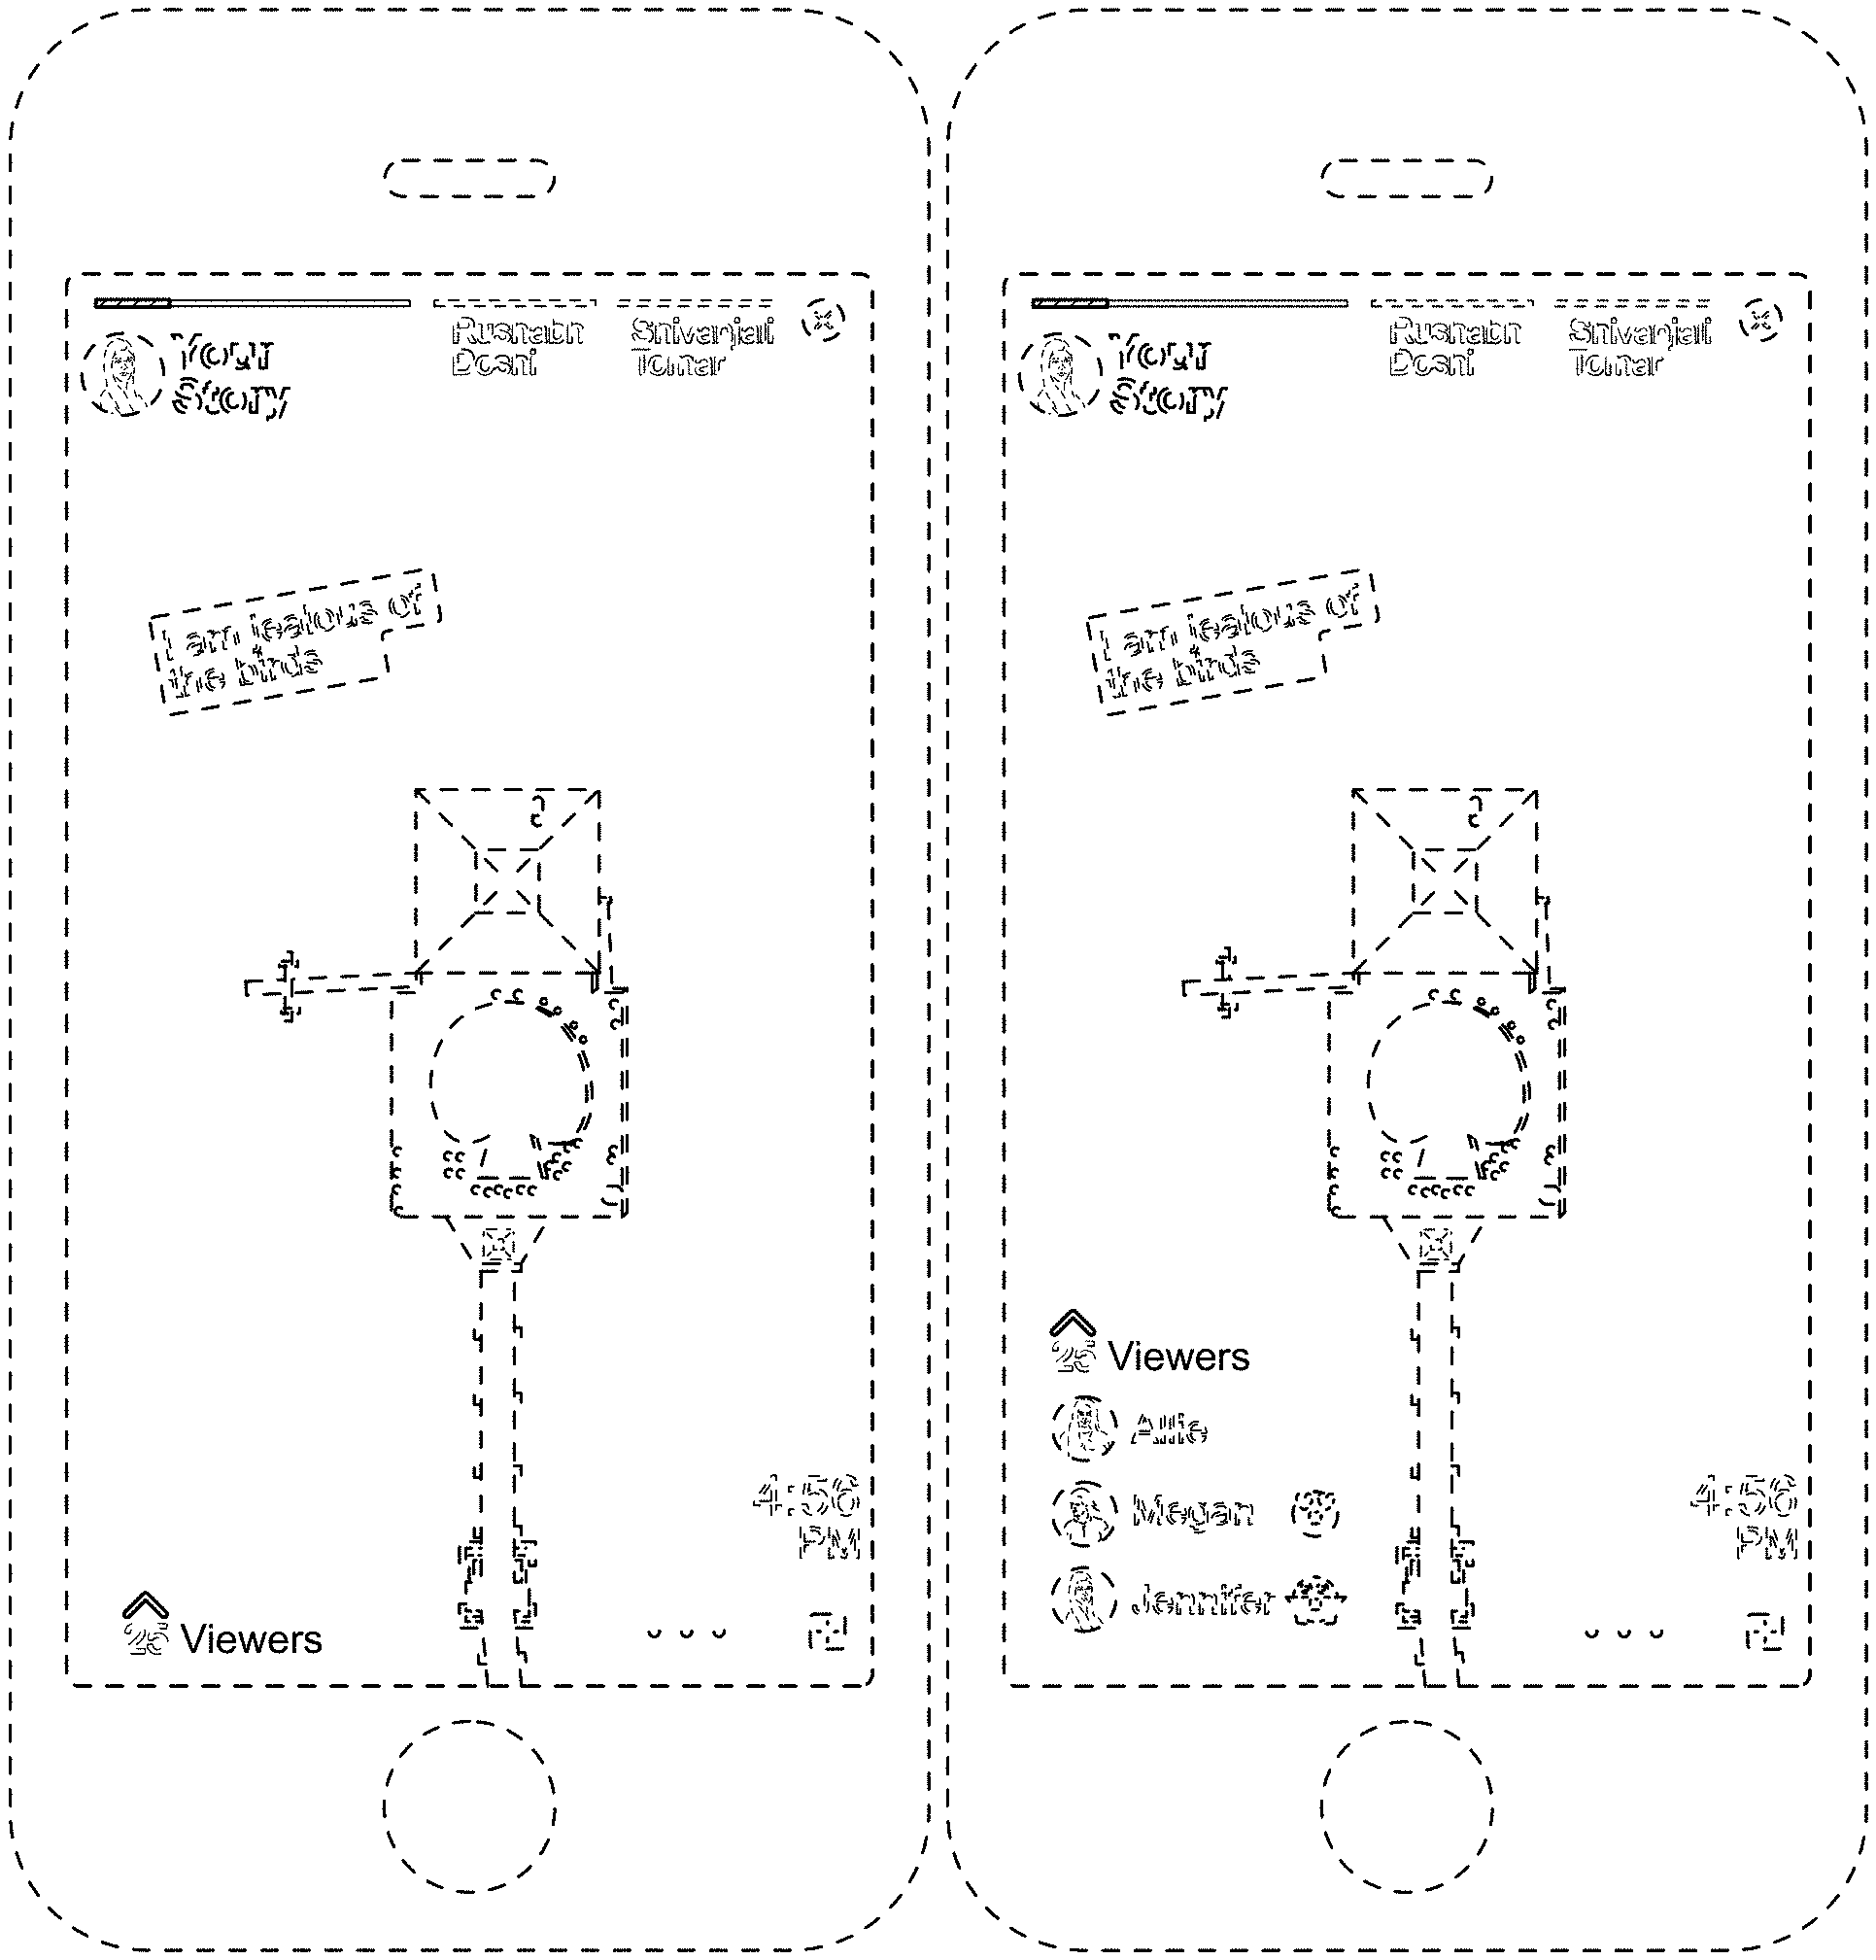 Your
Story
Rushabh
Doshi
Shivanjali
Tomar
I am jealous of
the birds
4:56
PM
25 Viewers
Your
Story
Rushabh
Doshi
Shivanjali
Tomar
I am jealous of
the birds
25 Viewers
Allie
Megan
Jennifer
4:56
PM